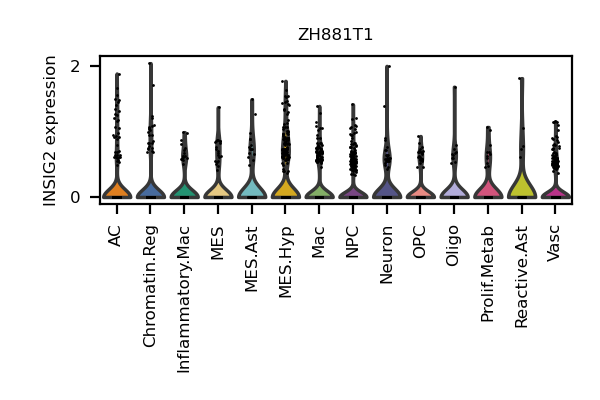 ZH881T1
INSIG2 expression
2
0
AC
Chromatin.Reg
Inflammatory.Mac
MES
MES.Ast
MES.Hyp
Mac
NPC
Neuron
OPC
Oligo
Prolif.Metab
Reactive.Ast
Vasc